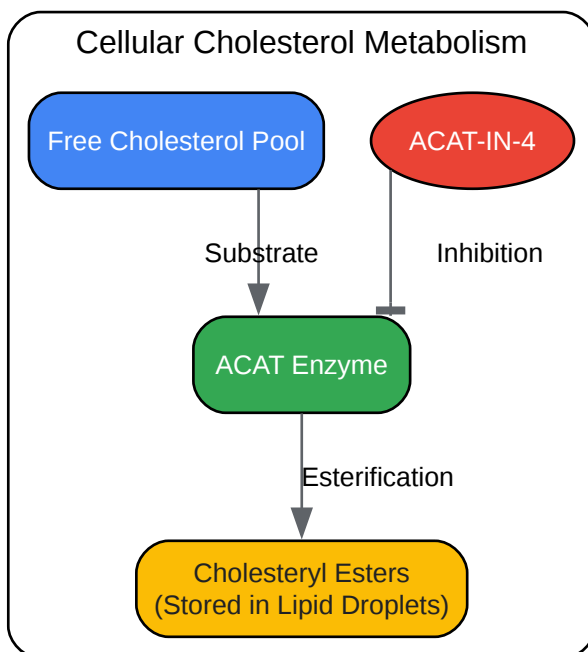 Cellular Cholesterol Metabolism
Free Cholesterol Pool
ACAT-IN-4
Substrate
Inhibition
ACAT Enzyme
Esterification
Cholesteryl Esters
(Stored in Lipid Droplets)